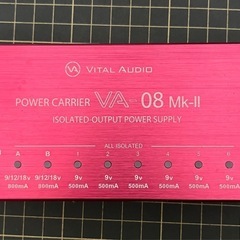 VITAL AUDIO
POWER CARRIER VA 08 Mk-II
ISOLATED-OUTPUT POWER SUPPLY
ALL ISOLATED
A B 1 2 3 4 5 6
9/12/18v 9/12/18v 9v 9v 9v 9v 9v
800mA 800mA 500mA 500mA 500mA 500mA 500mA